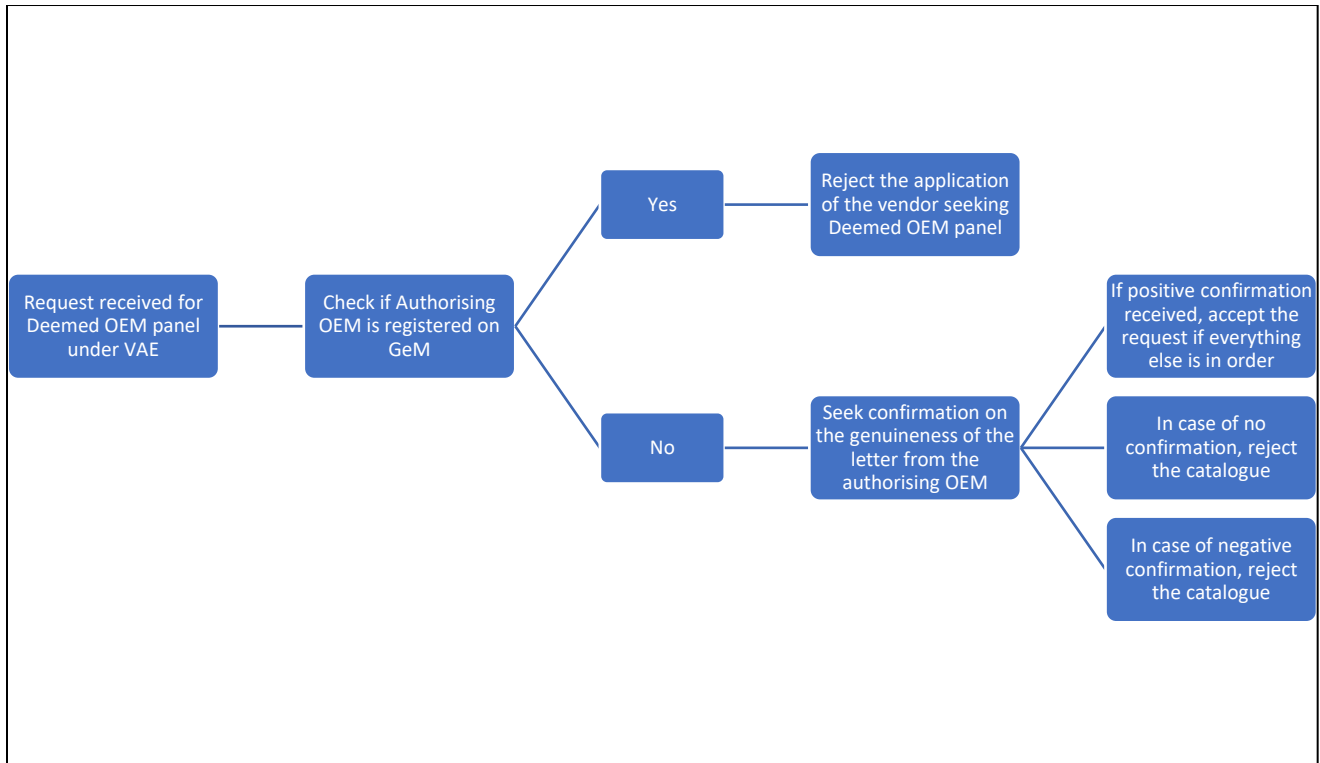 Request received for
Deemed OEM panel
under VAE
Check if Authorising
OEM is registered on
GeM
Yes
Reject the application
of the vendor seeking
Deemed OEM panel
No
Seek confirmation on
the genuineness of the
letter from the
authorising OEM
If positive confirmation
received, accept the
request if everything
else is in order
In case of no
confirmation, reject
the catalogue
In case of negative
confirmation, reject
the catalogue